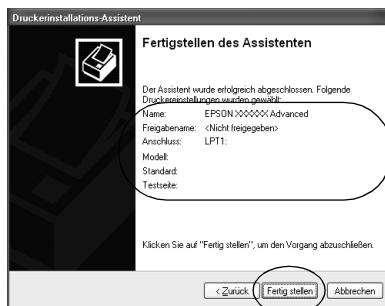 Druckerinstallations-Assistent
Fertigstellen des Assistenten
Der Assistent wurde erfolgreich abgeschlossen. Folgende
Druckereinstellungen wurden gewählt:
Name: EPSON XXXXXX Advanced
Freigabename: <Nicht freigegeben>
Anschluss: LPT1:
Modell:
Standard:
Testseite:
Klicken Sie auf "Fertig stellen", um den Vorgang abzuschließen.
< Zurück Fertig stellen Abbrechen